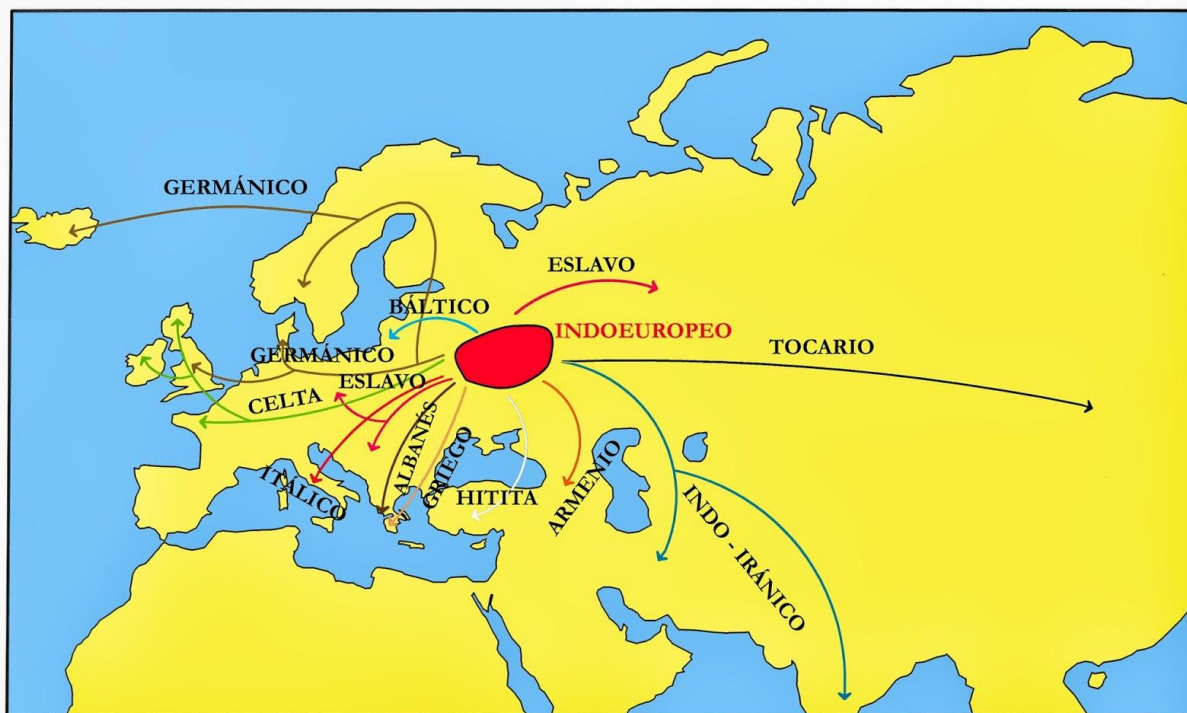 GERMÁNICO
ESLAVO
BÁLTICO
INDOEUROPEO
TOCARIO
GERMÁNICO
ESLAVO
CELTA
ALBANÉS
GRIEGO
ITÁLICO
HITITA
ARMENIO
INDO - IRÁNICO